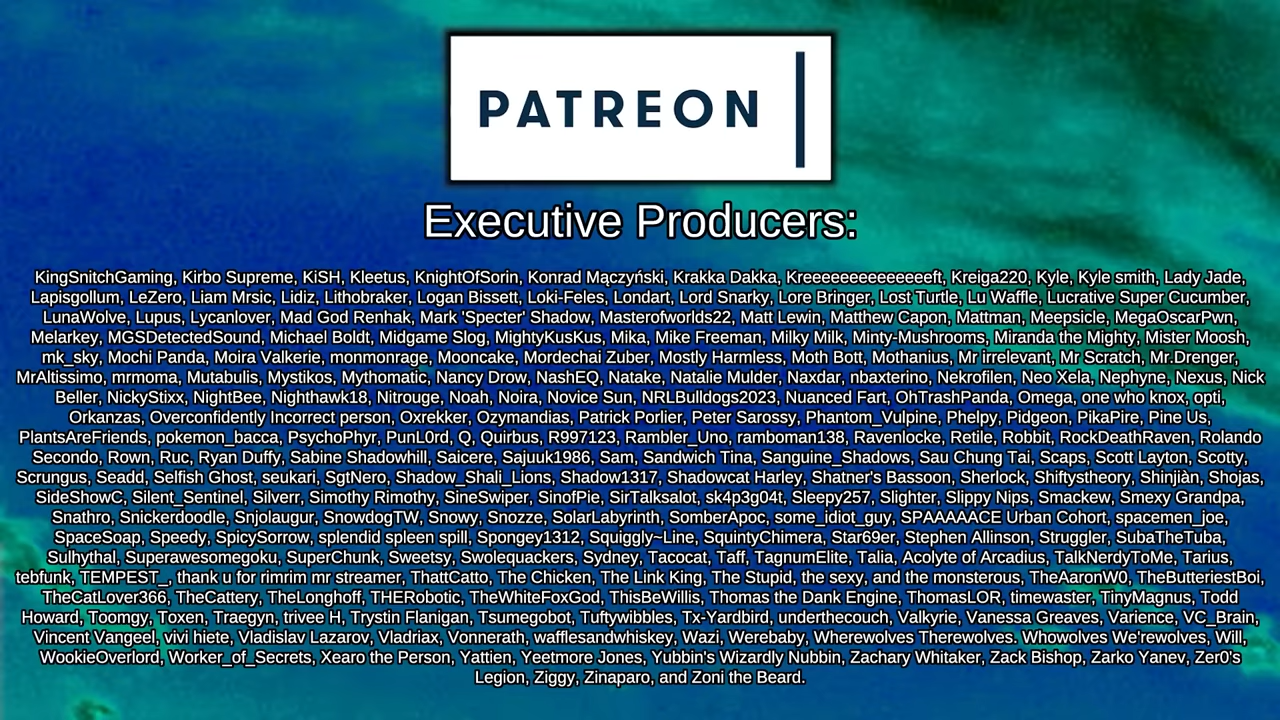 PATREON
Executive Producers:
KingSnitchGaming, Kirbo Supreme, KiSH, Kleetus, KnightOfSorin, Konrad Mączyński, Krakka Dakka, Kreeeeeeeeeeeeeeft, Kreiga220, Kyle, Kyle smith, Lady Jade,
Lapisgollum, LeZero, Liam Mrsic, Lidiz, Lithobraker, Logan Bissett, Loki-Feles, Londart, Lord Snarky, Lore Bringer, Lost Turtle, Lu Waffle, Lucrative Super Cucumber,
LunaWolve, Lupus, Lycanlover, Mad God Renhak, Mark 'Specter' Shadow, Masterofworlds22, Matt Lewin, Matthew Capon, Mattman, Meepsicle, MegaOscarPwn,
Melarkey, MGSDetectedSound, Michael Boldt, Midgame Slog, MightyKusKus, Mika, Mike Freeman, Milky Milk, Minty-Mushrooms, Miranda the Mighty, Mister Moosh,
mk_sky, Mochi Panda, Moira Valkerie, monmonrage, Mooncake, Mordechai Zuber, Mostly Harmless, Moth Bott, Mothanius, Mr irrelevant, Mr Scratch, Mr.Drenger,
MrAltissimo, mrmoma, Mutabulis, Mystikos, Mythomatic, Nancy Drow, NashEQ, Natake, Natalie Mulder, Naxdar, nbaxterino, Nekrofilen, Neo Xela, Nephyne, Nexus, Nick
Beller, NickyStixx, NightBee, Nighthawk18, Nitrouge, Noah, Noira, Novice Sun, NRLBulldogs2023, Nuanced Fart, OhTrashPanda, Omega, one who knox, opti,
Orkanzas, Overconfidently Incorrect person, Oxrekker, Ozymandias, Patrick Porlier, Peter Sarossy, Phantom_Vulpine, Phelpy, Pidgeon, PikaPire, Pine Us,
PlantsAreFriends, pokemon_bacca, PsychoPhyr, PunL0rd, Q, Quirbus, R997123, Rambler_Uno, ramboman138, Ravenlocke, Retile, Robbit, RockDeathRaven, Rolando
Secondo, Rown, Ruc, Ryan Duffy, Sabine Shadowhill, Saicere, Sajuuk1986, Sam, Sandwich Tina, Sanguine_Shadows, Sau Chung Tai, Scaps, Scott Layton, Scotty,
Scrungus, Seadd, Selfish Ghost, seukari, SgtNero, Shadow_Shali_Lions, Shadow1317, Shadowcat Harley, Shatner's Bassoon, Sherlock, Shiftystheory, Shinjiàn, Shojas,
SideShowC, Silent_Sentinel, Silverr, Simothy Rimothy, SineSwiper, SinofPie, SirTalksalot, sk4p3g04t, Sleepy257, Slighter, Slippy Nips, Smackew, Smexy Grandpa,
Snathro, Snickerdoodle, Snjolaugur, SnowdogTW, Snowy, Snozze, SolarLabyrinth, SomberApoc, some_idiot_guy, SPAAAAACE Urban Cohort, spacemen_joe,
SpaceSoap, Speedy, SpicySorrow, splendid spleen spill, Spongey1312, Squiggly~Line, SquintyChimera, Star69er, Stephen Allinson, Struggler, SubaTheTuba,
Sulhythal, Superawesomegoku, SuperChunk, Sweetsy, Swolequackers, Sydney, Tacocat, Taff, TagnumElite, Talia, Acolyte of Arcadius, TalkNerdyToMe, Tarius,
tebfunk, TEMPEST_, thank u for rimrim mr streamer, ThattCatto, The Chicken, The Link King, The Stupid, the sexy, and the monsterous, TheAaronW0, TheButteriestBoi,
TheCatLover366, TheCattery, TheLonghoff, THERobotic, TheWhiteFoxGod, ThisBeWillis, Thomas the Dank Engine, ThomasLOR, timewaster, TinyMagnus, Todd
Howard, Toomgy, Toxen, Traegyn, trivee H, Trystin Flanigan, Tsumegobot, Tuftywibbles, Tx-Yardbird, underthecouch, Valkyrie, Vanessa Greaves, Varience, VC_Brain,
Vincent Vangeel, vivi hiete, Vladislav Lazarov, Vladriax, Vonnerath, wafflesandwhiskey, Wazi, Werebaby, Wherewolves Therewolves. Whowolves We'rewolves, Will,
WookieOverlord, Worker_of_Secrets, Xearo the Person, Yattien, Yeetmore Jones, Yubbin's Wizardly Nubbin, Zachary Whitaker, Zack Bishop, Zarko Yanev, Zer0's
Legion, Ziggy, Zinaparo, and Zoni the Beard.